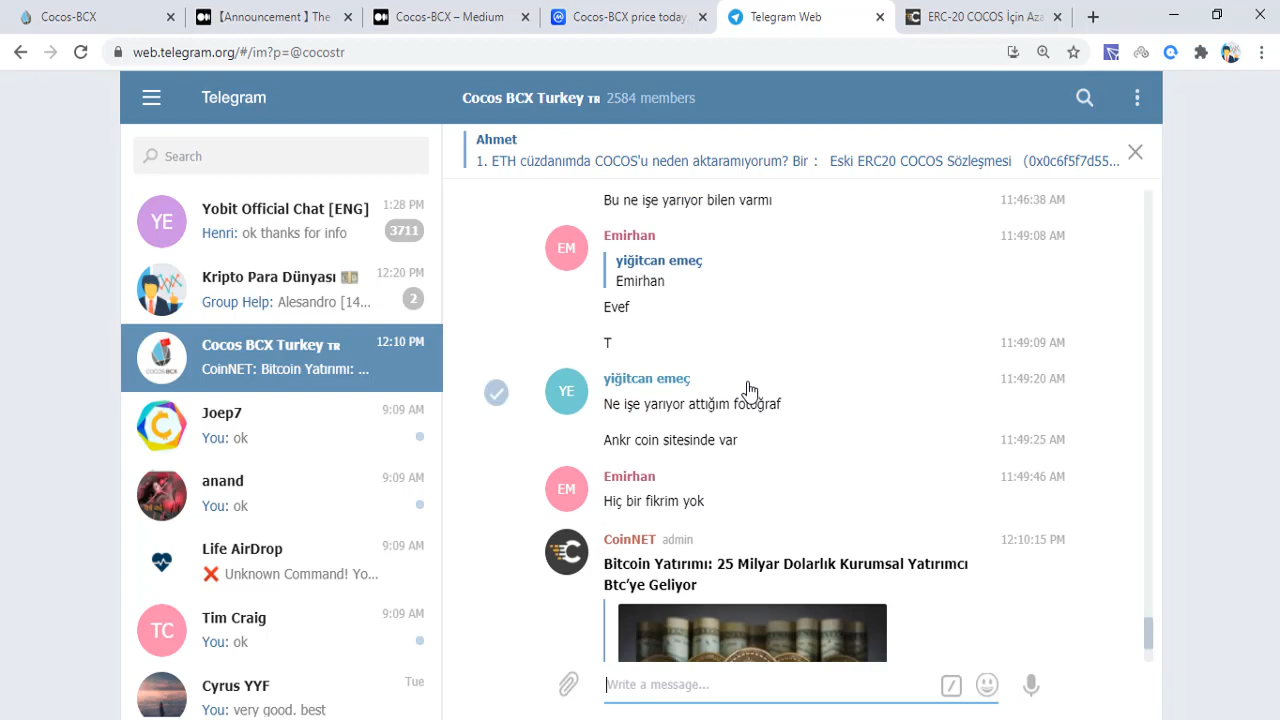 Cocos-BCX
【Announcement】The
Cocos-BCX – Medium
Cocos-BCX price today,
Telegram Web
ERC-20 COCOS İçin Aza
web.telegram.org/#/im?p=@cocostr
Telegram
Cocos BCX Turkey TR 2584 members
Search
YE
Yobit Official Chat [ENG]
1:28 PM
Henri: ok thanks for info
3711
Kripto Para Dünyası
12:20 PM
Group Help: Alesandro [14...
2
COCOS-BCX
Cocos BCX Turkey TR
12:10 PM
CoinNET: Bitcoin Yatırımı: ...
Joep7
9:09 AM
You: ok
anand
9:09 AM
You: ok
Life AirDrop
9:09 AM
Unknown Command! Yo...
TC
Tim Craig
9:09 AM
You: ok
Cyrus YYF
Tue
You: very good. best
Ahmet
1. ETH cüzdanımda COCOS'u neden aktaramıyorum? Bir： Eski ERC20 COCOS Sözleşmesi （0x0c6f5f7d55...
Bu ne işe yarıyor bilen varmı
11:46:38 AM
EM
Emirhan
11:49:08 AM
yiğitcan emeç
Emirhan
Evef
T
11:49:09 AM
YE
yiğitcan emeç
11:49:20 AM
Ne işe yarıyor attığım fotoğraf
Ankr coin sitesinde var
11:49:25 AM
EM
Emirhan
11:49:46 AM
Hiç bir fikrim yok
CoinNET admin
12:10:15 PM
Bitcoin Yatırımı: 25 Milyar Dolarlık Kurumsal Yatırımcı
Btc'ye Geliyor
Write a message...